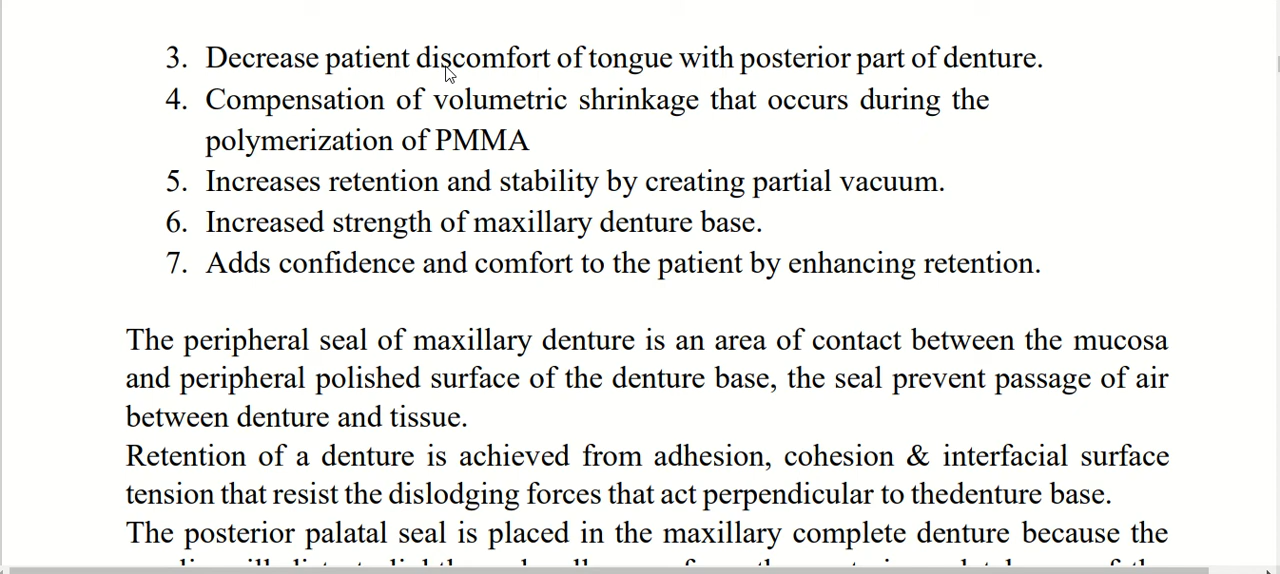 3. Decrease patient discomfort of tongue with posterior part of denture.
4. Compensation of volumetric shrinkage that occurs during the
polymerization of PMMA
5. Increases retention and stability by creating partial vacuum.
6. Increased strength of maxillary denture base.
7. Adds confidence and comfort to the patient by enhancing retention.
The peripheral seal of maxillary denture is an area of contact between the mucosa
and peripheral polished surface of the denture base, the seal prevent passage of air
between denture and tissue.
Retention of a denture is achieved from adhesion, cohesion & interfacial surface
tension that resist the dislodging forces that act perpendicular to thedenture base.
The posterior palatal seal is placed in the maxillary complete denture because the